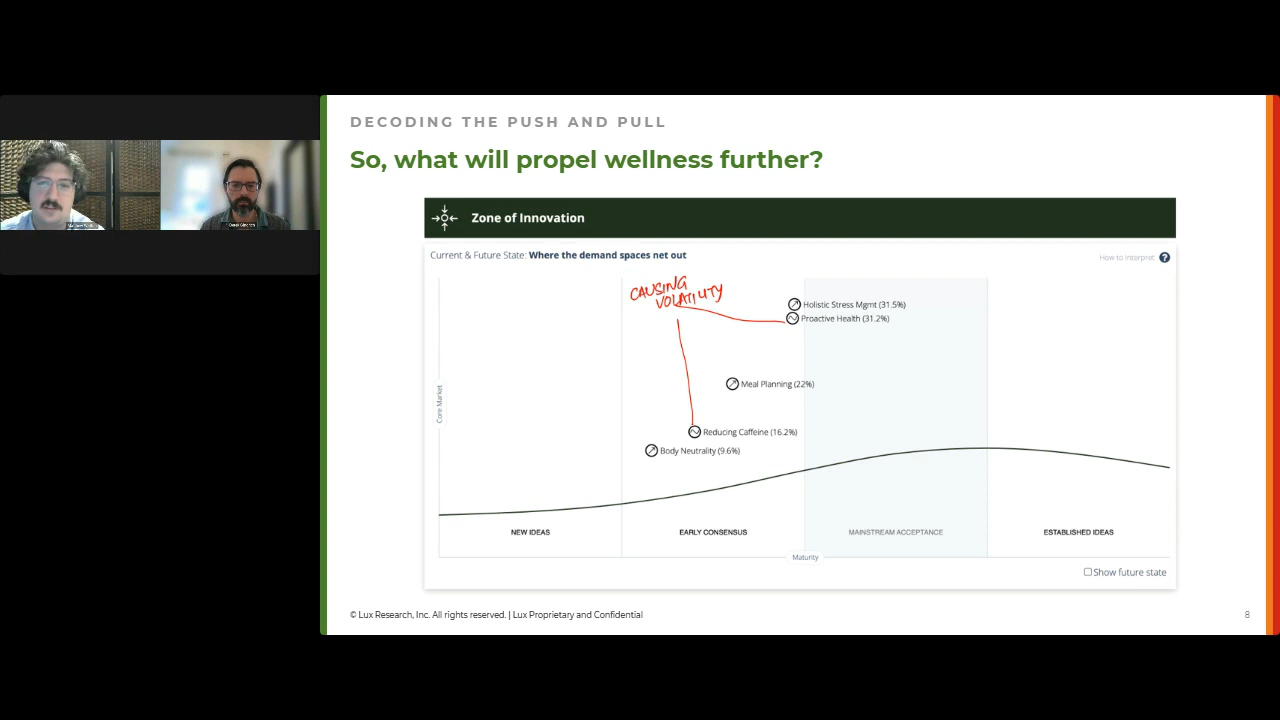 DECODING THE PUSH AND PULL
So, what will propel wellness further?
Zone of Innovation
Current & Future State: Where the demand spaces net out
How to interpret ?
CAUSING
VOLATILITY
Holistic Stress Mgmt (31.5%)
Proactive Health (31.2%)
Meal Planning (22%)
Reducing Caffeine (16.2%)
Body Neutrality (9.6%)
Core Market
NEW IDEAS
EARLY CONSENSUS
MAINSTREAM ACCEPTANCE
ESTABLISHED IDEAS
Maturity
Show future state
© Lux Research, Inc. All rights reserved. | Lux Proprietary and Confidential
8